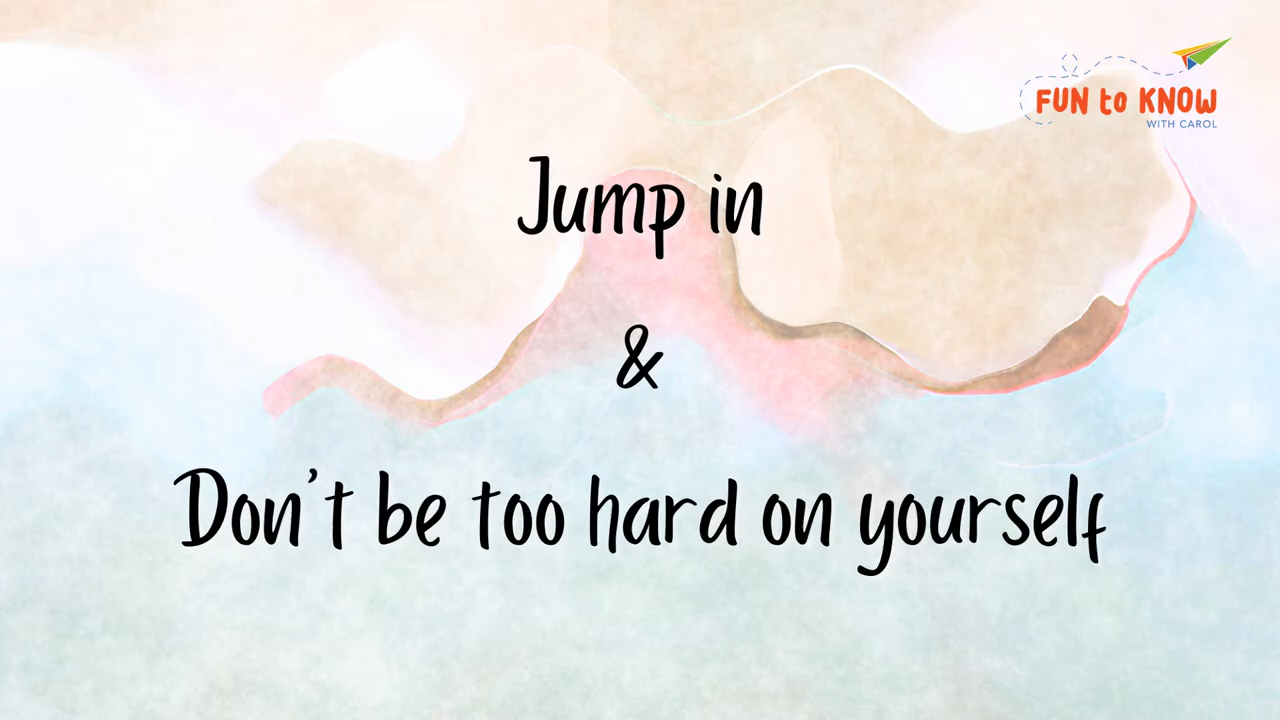 FUN to KNOW
WITH CAROL
Jump in
&
Don't be too hard on yourself